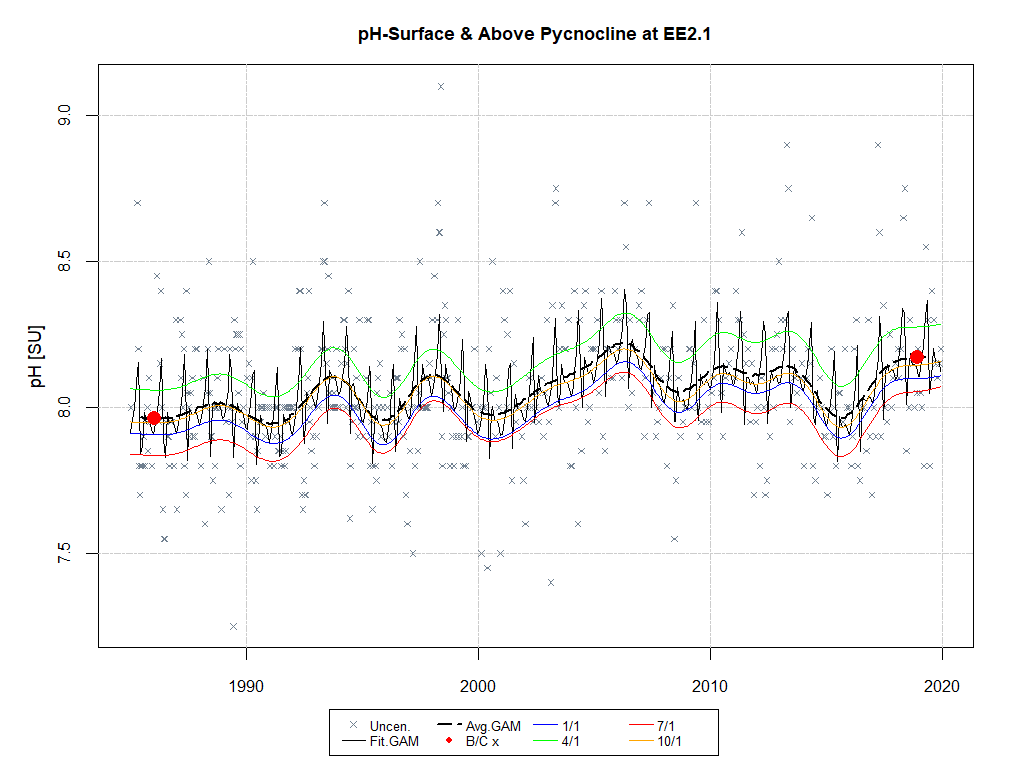 pH-Surface & Above Pycnocline at EE2.1
pH [SU]
9.0
8.5
8.0
7.5
1990 2000 2010 2020
Uncen. Avg.GAM 1/1 7/1
Fit.GAM B/C x 4/1 10/1